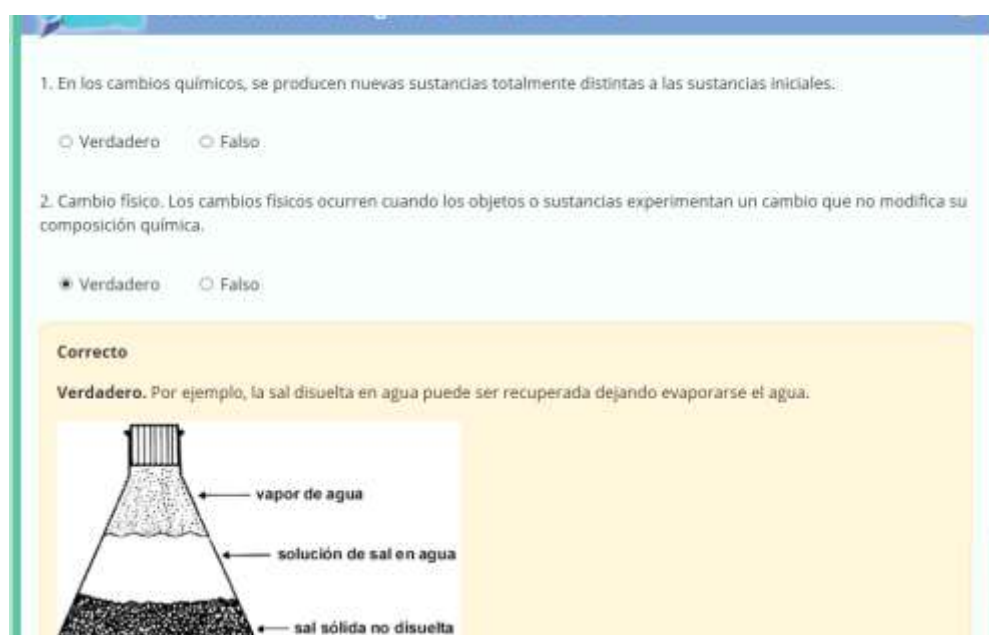 1. En los cambios químicos, se producen nuevas sustancias totalmente distintas a las sustancias iniciales.
Verdadero Falso
2. Cambio físico. Los cambios físicos ocurren cuando los objetos o sustancias experimentan un cambio que no modifica su
composición química.
Verdadero Falso
Correcto
Verdadero. Por ejemplo, la sal disuelta en agua puede ser recuperada dejando evaporarse el agua.
vapor de agua
solución de sal en agua
sal sólida no disuelta